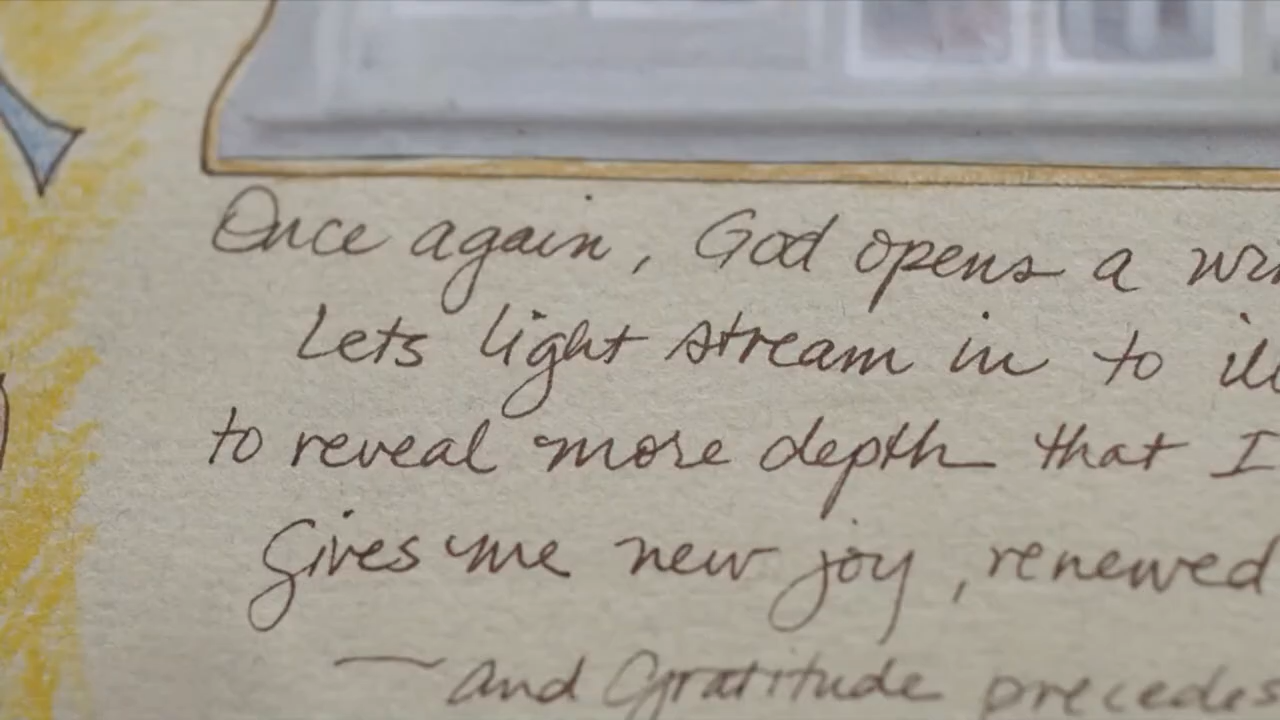 Once again, God opens a
Lets light stream in to
to reveal more depth that I
Gives me new joy, renewed
— and Gratitude precedes